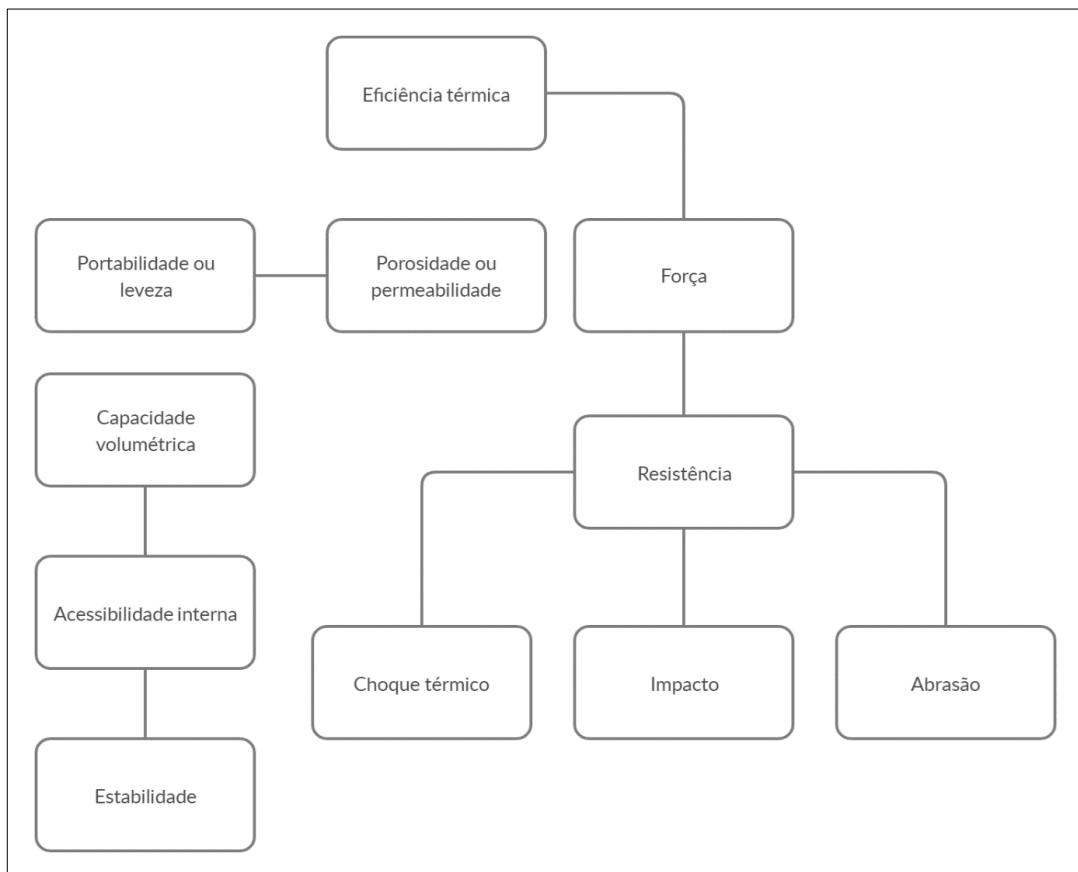 Eficiência térmica
Portabilidade ou
leveza
Porosidade ou
permeabilidade
Força
Capacidade
volumétrica
Resistência
Acessibilidade interna
Choque térmico
Impacto
Abrasão
Estabilidade